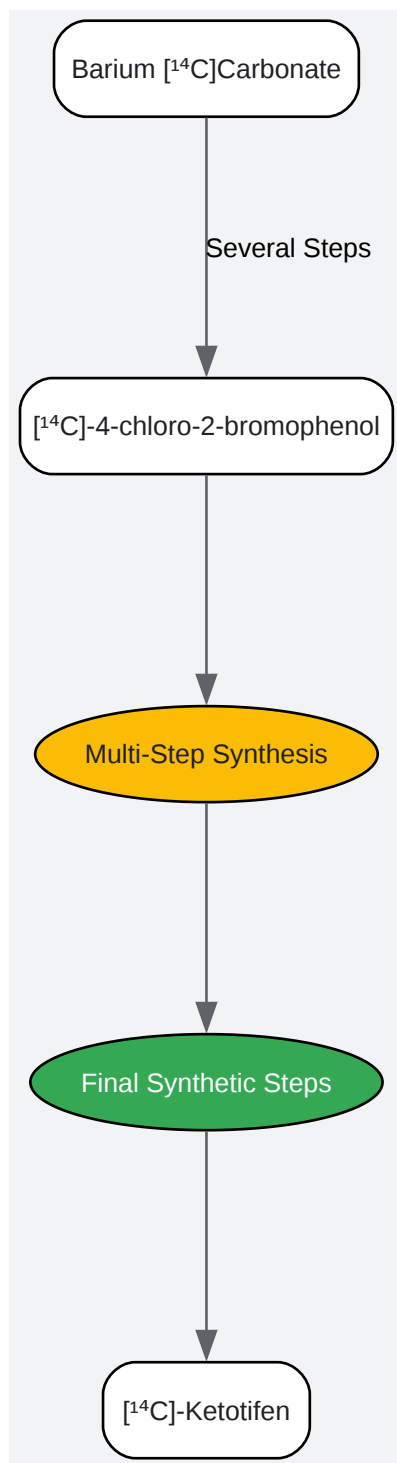 Barium [¹⁴C]Carbonate
Several Steps
[¹⁴C]-4-chloro-2-bromophenol
Multi-Step Synthesis
Final Synthetic Steps
[¹⁴C]-Ketotifen